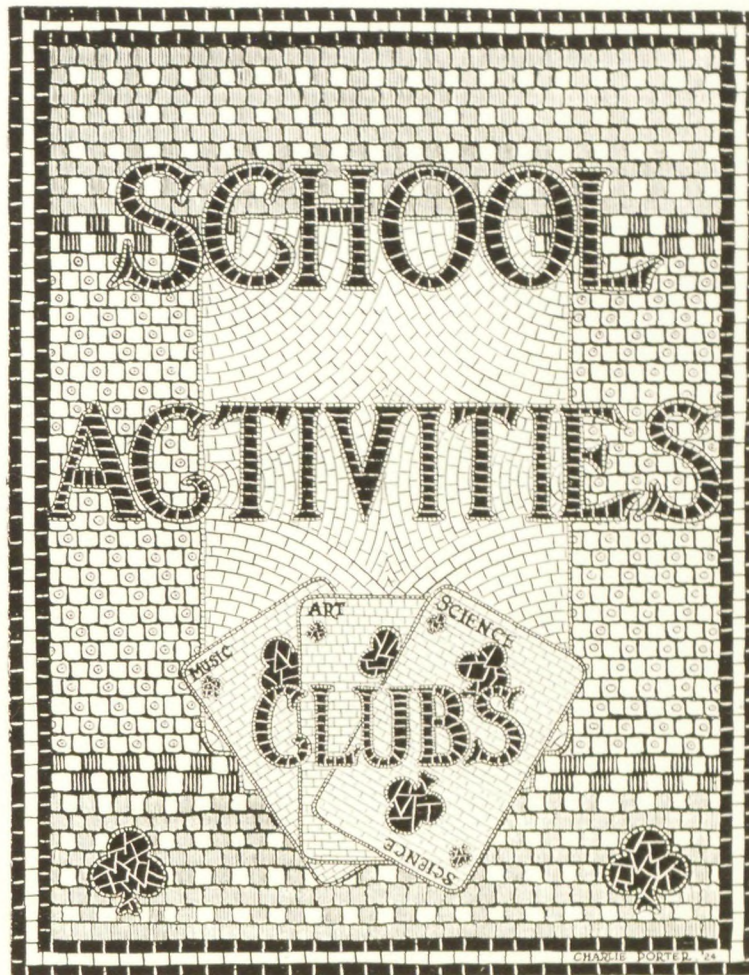 SCHOOL
ACTIVITIES
MUSIC
ART
SCIENCE
CLUBS
SCIENCE
CHARLIE PORTER '24